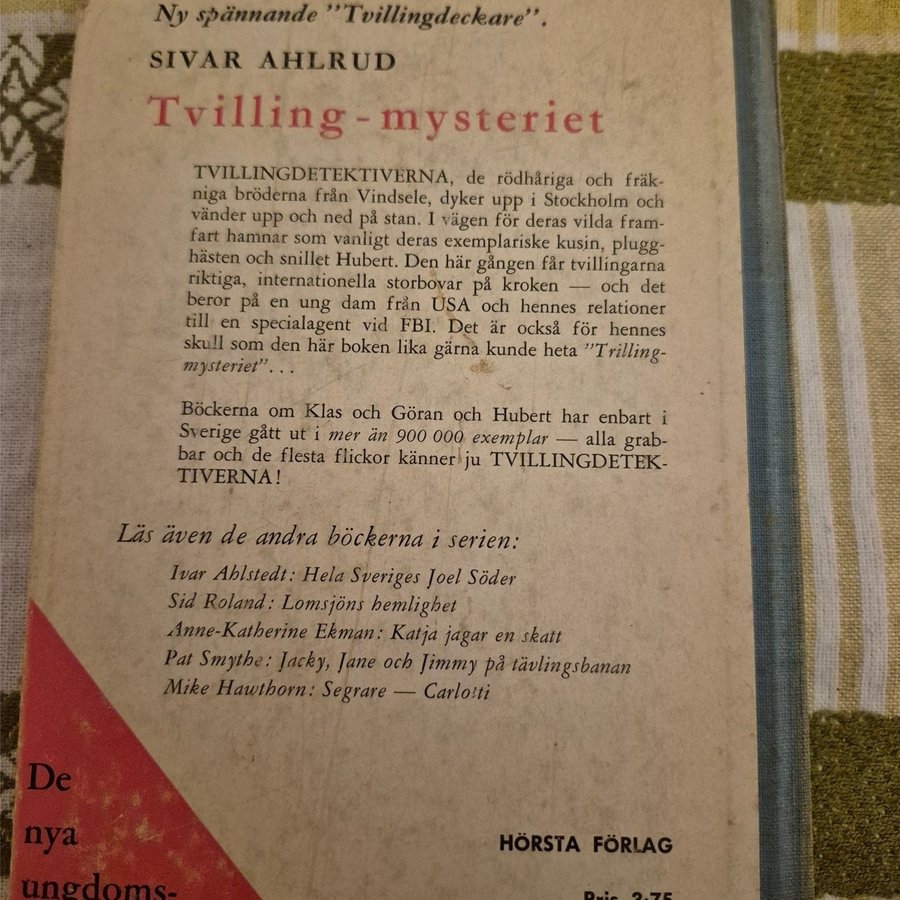 Ny spännande "Tvillingdeckare".
SIVAR AHLRUD
Tvilling-mysteriet
TVILLINGDETEKTIVERNA, de rödhåriga och fräk-
niga bröderna från Vindsele, dyker upp i Stockholm och
vänder upp och ned på stan. I vägen för deras vilda fram-
fart hamnar som vanligt deras exemplariske kusin, plugg-
hästen och snillet Hubert. Den här gången får tvillingarna
riktiga, internationella storbovar på kroken — och det
beror på en ung dam från USA och hennes relationer
till en specialagent vid FBI. Det är också för hennes
skull som den här boken lika gärna kunde heta "Trilling-
mysteriet"...
Böckerna om Klas och Göran och Hubert har enbart i
Sverige gått ut i mer än 900 000 exemplar — alla grab-
bar och de flesta flickor känner ju TVILLINGDETEK-
TIVERNA!
Läs även de andra böckerna i serien:
Ivar Ahlstedt: Hela Sveriges Joel Söder
Sid Roland: Lomsjöns hemlighet
Anne-Katherine Ekman: Katja jagar en skatt
Pat Smythe: Jacky, Jane och Jimmy på tävlingsbanan
Mike Hawthorn: Segrare — Carlotti
De
nya
ungdoms-
HÖRSTA FÖRLAG
Pris 3:75